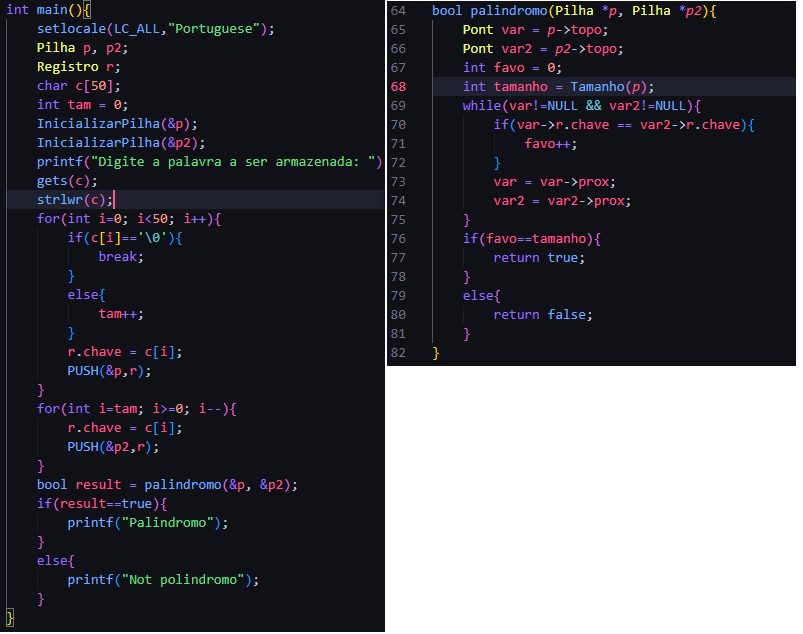 int main(){
setlocale(LC_ALL,"Portuguese");
Pilha p, p2;
Registro r;
char c[50];
int tam = 0;
InicializarPilha(&p);
InicializarPilha(&p2);
printf("Digite a palavra a ser armazenada: ")
gets(c);
strlwr(c);
for(int i=0; i<50; i++){
if(c[i]=='\0'){
break;
}
else{
tam++;
}
r.chave = c[i];
PUSH(&p,r);
}
for(int i=tam; i>=0; i--){
r.chave = c[i];
PUSH(&p2,r);
}
bool result = palindromo(&p, &p2);
if(result==true){
printf("Palindromo");
}
else{
printf("Not polindromo");
}
}
64 bool palindromo(Pilha *p, Pilha *p2){
65 Pont var = p->topo;
66 Pont var2 = p2->topo;
67 int favo = 0;
68 int tamanho = Tamanho(p);
69 while(var!=NULL && var2!=NULL){
70 if(var->r.chave == var2->r.chave){
71 favo++;
72 }
73 var = var->prox;
74 var2 = var2->prox;
75 }
76 if(favo==tamanho){
77 return true;
78 }
79 else{
80 return false;
81 }
82 }